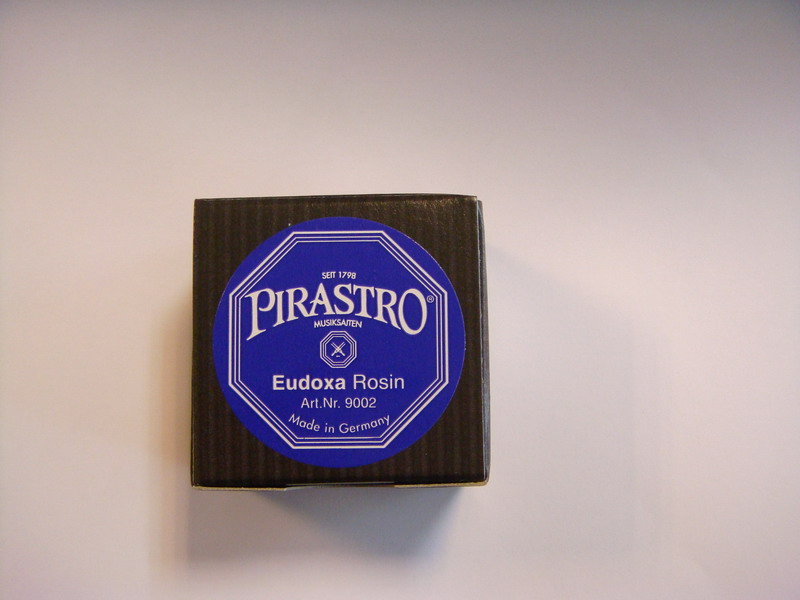 SEIT 1798
PIRASTRO®
MUSIKSAITEN
Eudoxa Rosin
Art.Nr. 9002
Made in Germany